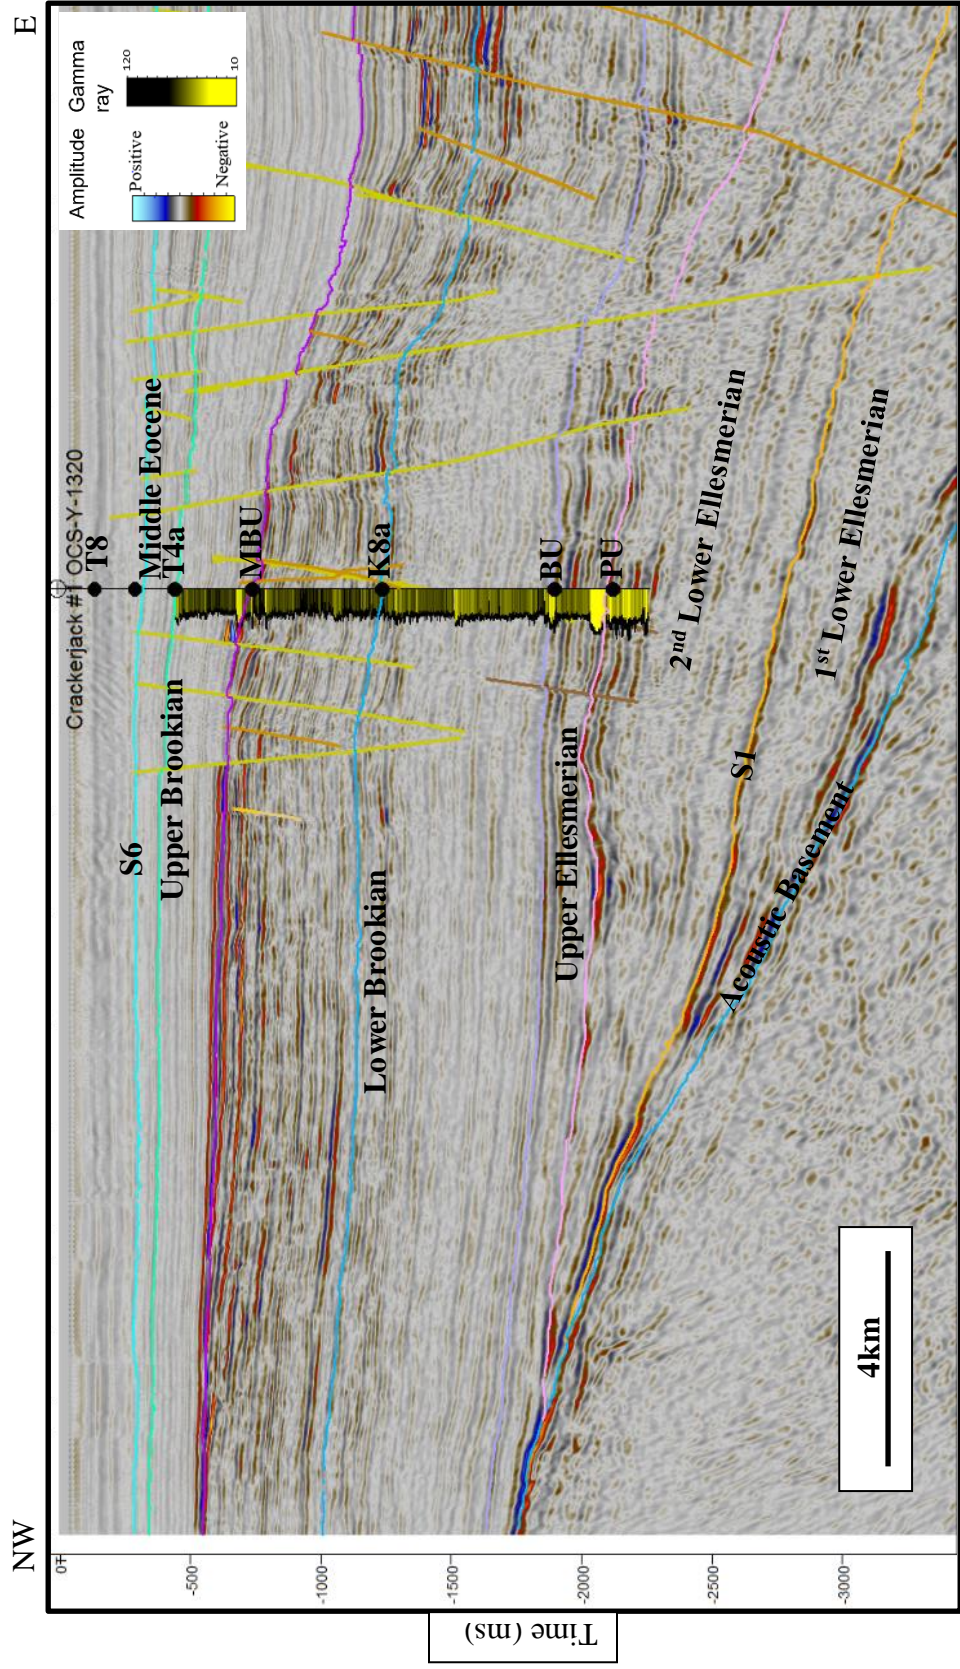 NW
E
Crackerjack #1 OCS-Y-1320
Amplitude
Positive
Negative
Gamma
ray
120
10
T8
Middle Eocene
T4a
MBU
K8a
BU
PU
S6
Upper Brookian
Lower Brookian
Upper Ellesmerian
2nd Lower Ellesmerian
1st Lower Ellesmerian
S1
Acoustic Basement
4km
0
-500
-1000
-1500
-2000
-2500
-3000
Time (ms)